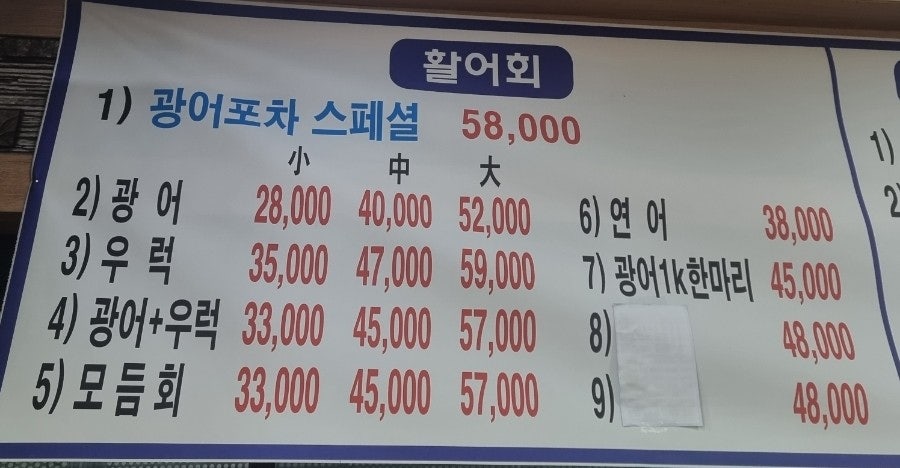 활어회
1) 광어포차 스페셜 58,000
小 中 大
2) 광 어 28,000 40,000 52,000
3) 우 럭 35,000 47,000 59,000
4) 광어+우럭 33,000 45,000 57,000
5) 모듬회 33,000 45,000 57,000
6) 연 어 38,000
7) 광어1k한마리 45,000
8) 48,000
9) 48,000
1)
2)